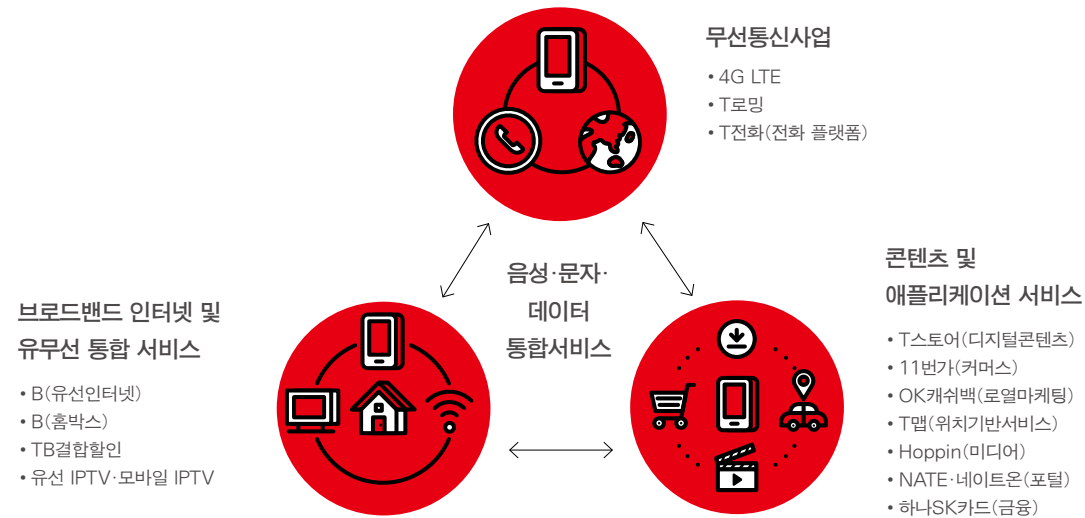 무선통신사업
• 4G LTE
• T로밍
• T전화(전화 플랫폼)
음성·문자·
데이터
통합서비스
브로드밴드 인터넷 및
유무선 통합 서비스
• B(유선인터넷)
• B(홈박스)
• TB결합할인
• 유선 IPTV·모바일 IPTV
콘텐츠 및
애플리케이션 서비스
• T스토어(디지털콘텐츠)
• 11번가(커머스)
• OK캐쉬백(로열마케팅)
• T맵(위치기반서비스)
• Hoppin(미디어)
• NATE·네이트온(포털)
• 하나SK카드(금융)